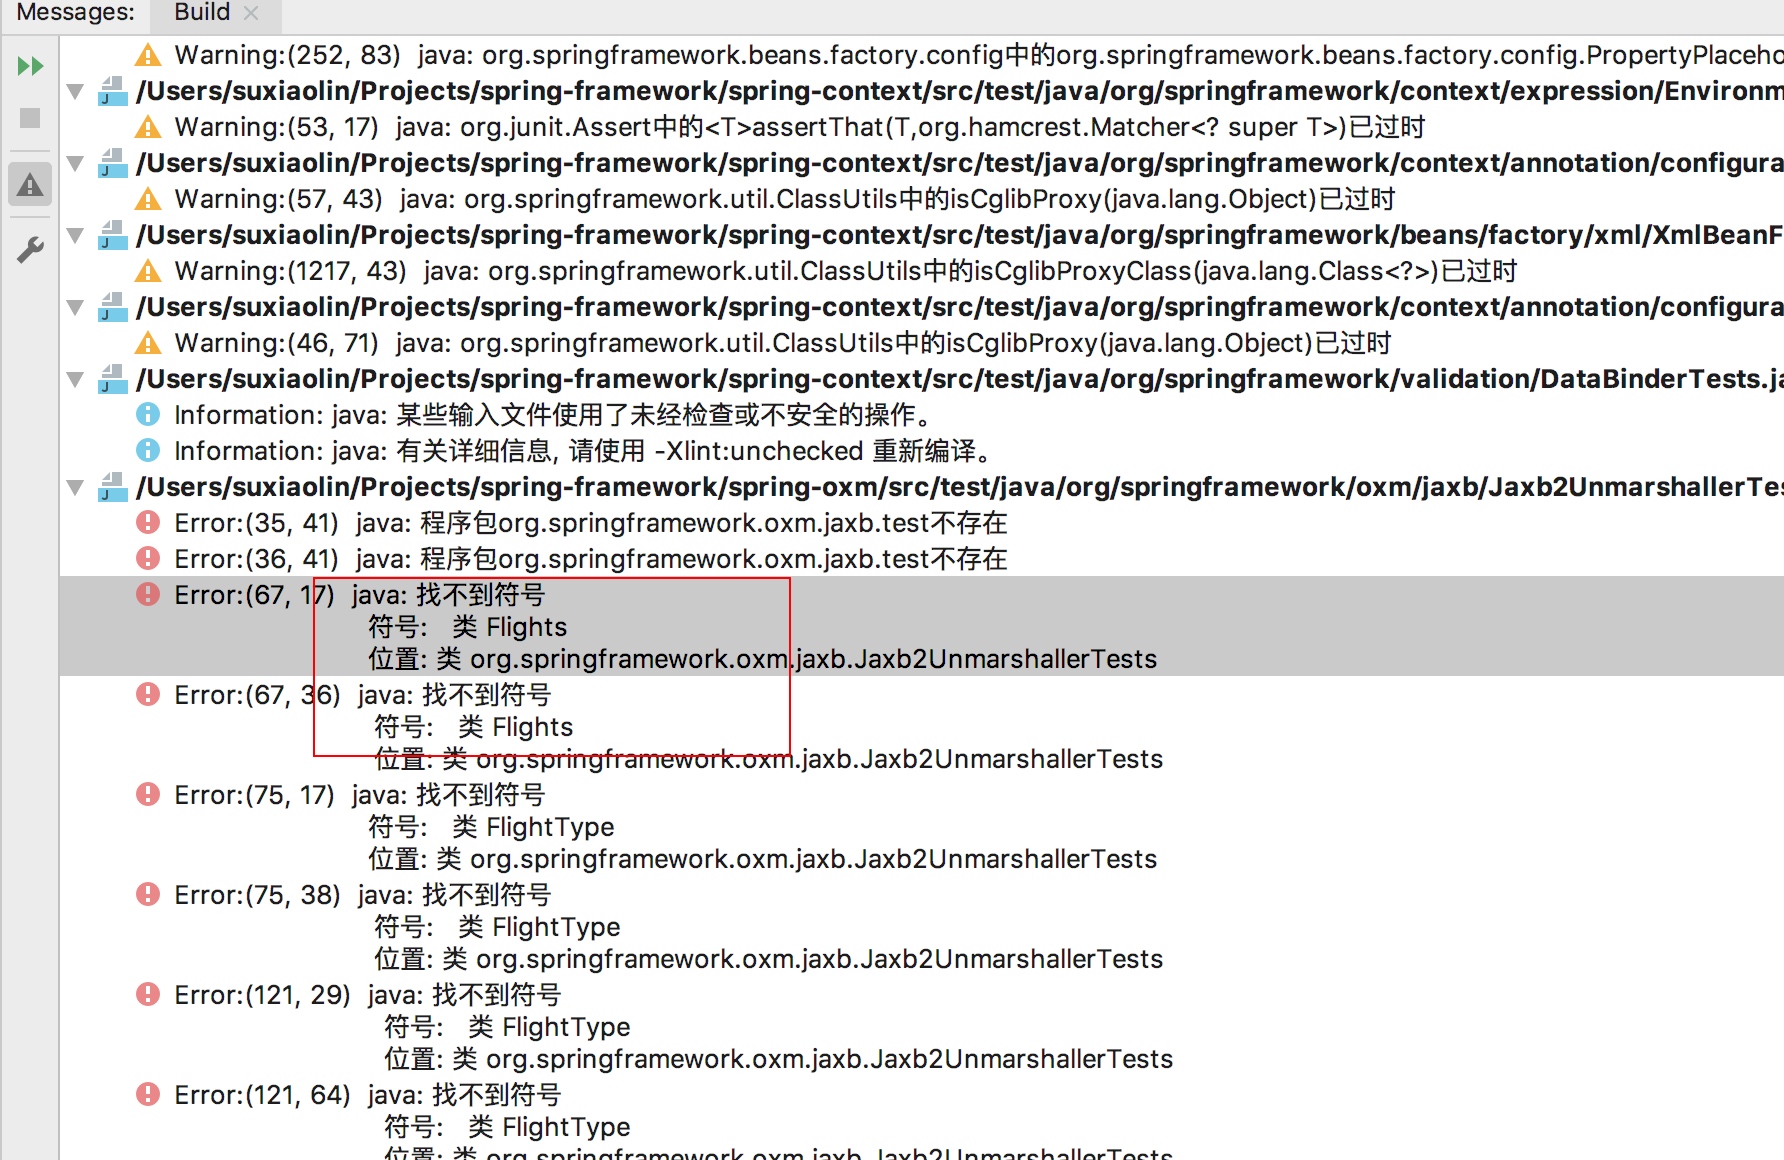 Messages: Build
Warning:(252, 83) java: org.springframework.beans.factory.config中的org.springframework.beans.factory.config.PropertyPlaceho
/Users/suxiaolin/Projects/spring-framework/spring-context/src/test/java/org/springframework/context/expression/Environm
Warning:(53, 17) java: org.junit.Assert中的<T>assertThat(T,org.hamcrest.Matcher<? super T>)已过时
/Users/suxiaolin/Projects/spring-framework/spring-context/src/test/java/org/springframework/context/annotation/configura
Warning:(57, 43) java: org.springframework.util.ClassUtils中的isCglibProxy(java.lang.Object)已过时
/Users/suxiaolin/Projects/spring-framework/spring-context/src/test/java/org/springframework/beans/factory/xml/XmlBeanF
Warning:(1217, 43) java: org.springframework.util.ClassUtils中的isCglibProxyClass(java.lang.Class<?>)已过时
/Users/suxiaolin/Projects/spring-framework/spring-context/src/test/java/org/springframework/context/annotation/configura
Warning:(46, 71) java: org.springframework.util.ClassUtils中的isCglibProxy(java.lang.Object)已过时
/Users/suxiaolin/Projects/spring-framework/spring-context/src/test/java/org/springframework/validation/DataBinderTests.ja
Information: java: 某些输入文件使用了未经检查或不安全的操作。
Information: java: 有关详细信息, 请使用 -Xlint:unchecked 重新编译。
/Users/suxiaolin/Projects/spring-framework/spring-oxm/src/test/java/org/springframework/oxm/jaxb/Jaxb2UnmarshallerTes
Error:(35, 41) java: 程序包org.springframework.oxm.jaxb.test不存在
Error:(36, 41) java: 程序包org.springframework.oxm.jaxb.test不存在
Error:(67, 17) java: 找不到符号
符号: 类 Flights
位置: 类 org.springframework.oxm.jaxb.Jaxb2UnmarshallerTests
Error:(67, 36) java: 找不到符号
符号: 类 Flights
位置: 类 org.springframework.oxm.jaxb.Jaxb2UnmarshallerTests
Error:(75, 17) java: 找不到符号
符号: 类 FlightType
位置: 类 org.springframework.oxm.jaxb.Jaxb2UnmarshallerTests
Error:(75, 38) java: 找不到符号
符号: 类 FlightType
位置: 类 org.springframework.oxm.jaxb.Jaxb2UnmarshallerTests
Error:(121, 29) java: 找不到符号
符号: 类 FlightType
位置: 类 org.springframework.oxm.jaxb.Jaxb2UnmarshallerTests
Error:(121, 64) java: 找不到符号
符号: 类 FlightType
位置: 类 org.springframework.oxm.jaxb.Jaxb2UnmarshallerTests